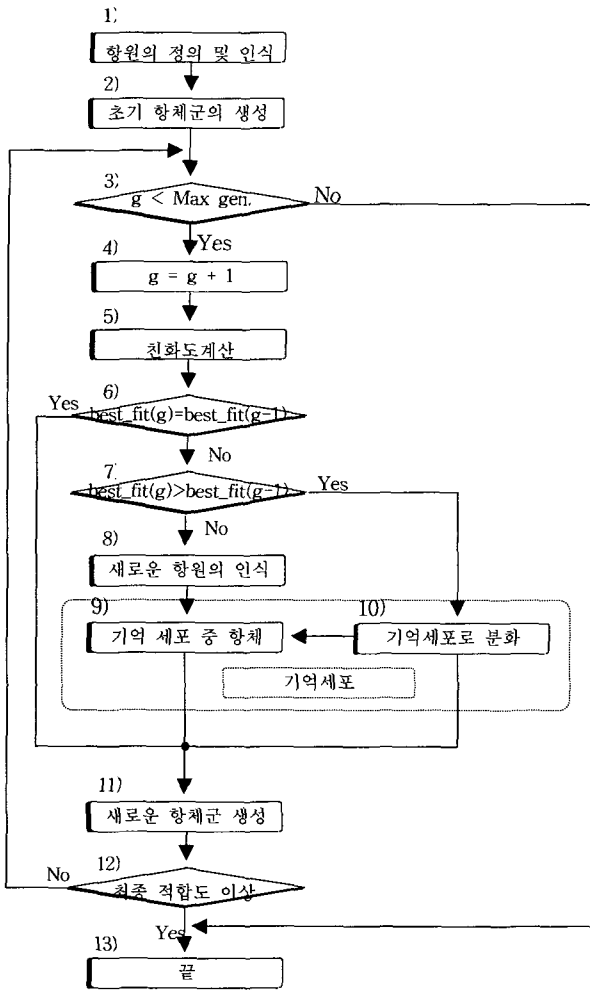 1)
항원의 정의 및 인식
2)
초기 항체군의 생성
3)
g < Max gen.
No
Yes
4)
g = g + 1
5)
친화도계산
6)
Yes
best_fit(g)=best_fit(g-1)
No
7)
best_fit(g)>best_fit(g-1)
Yes
No
8)
새로운 항원의 인식
9)
기억 세포 중 항체
10)
기억세포로 분화
기억세포
11)
새로운 항체군 생성
12)
No
최종 적합도 이상
Yes
13)
끝